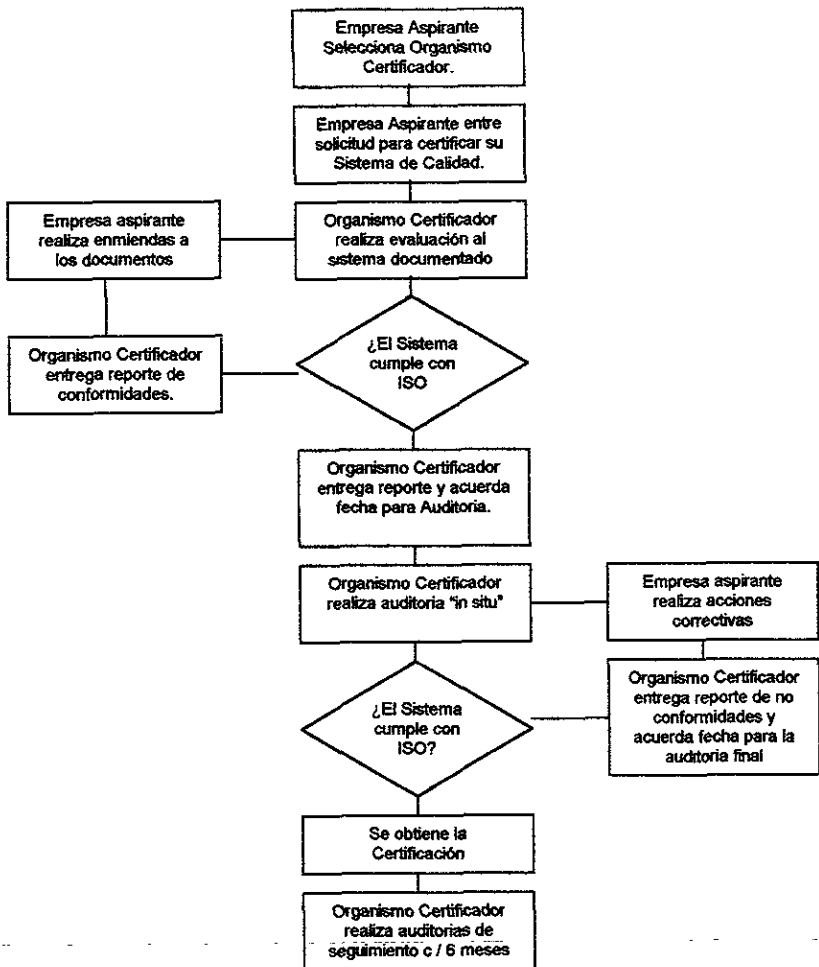 Empresa Aspirante
Selecciona Organismo
Certificador.
Empresa Aspirante entre
solicitud para certificar su
Sistema de Calidad.
Empresa aspirante
realiza enmiendas a
los documentos
Organismo Certificador
realiza evaluación al
sistema documentado
Organismo Certificador
entrega reporte de
conformidades.
¿El Sistema
cumple con
ISO
Organismo Certificador
entrega reporte y acuerda
fecha para Auditoria.
Organismo Certificador
realiza auditoria "in situ"
Empresa aspirante
realiza acciones
correctivas
¿El Sistema
cumple con
ISO?
Organismo Certificador
entrega reporte de no
conformidades y
acuerda fecha para la
auditoria final
Se obtiene la
Certificación
Organismo Certificador
realiza auditorias de
seguimiento c / 6 meses